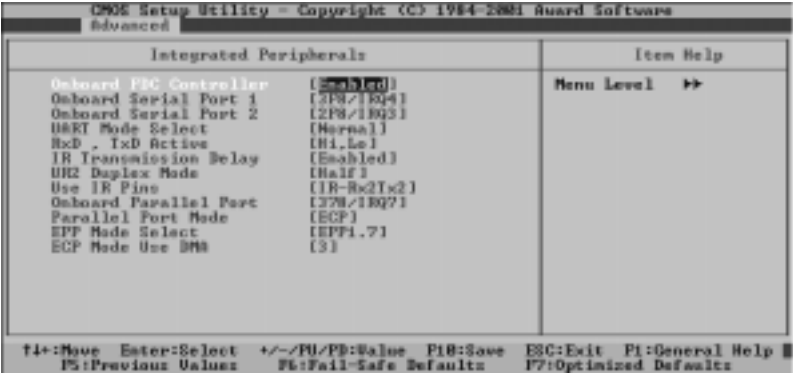 CMOS Setup Utility - Copyright (C) 1984-2001 Award Software
Advanced
Integrated Peripherals
Item Help
Onboard FDC Controller [Enabled]
Menu Level ▶▶
Onboard Serial Port 1 [3F8/IRQ4]
Onboard Serial Port 2 [2F8/IRQ3]
UART Mode Select [Normal]
RxD , TxD Active [Hi,Lo]
IR Transmission Delay [Enabled]
UR2 Duplex Mode [Half]
Use IR Pins [IR-Rx2Tx2]
Onboard Parallel Port [378/IRQ7]
Parallel Port Mode [ECP]
EPP Mode Select [EPP1.7]
ECP Mode Use DMA [3]
↑↓←:Move Enter:Select +/-/PU/PD:Value F10:Save ESC:Exit F1:General Help
F5:Previous Values F6:Fail-Safe Defaults F7:Optimized Defaults